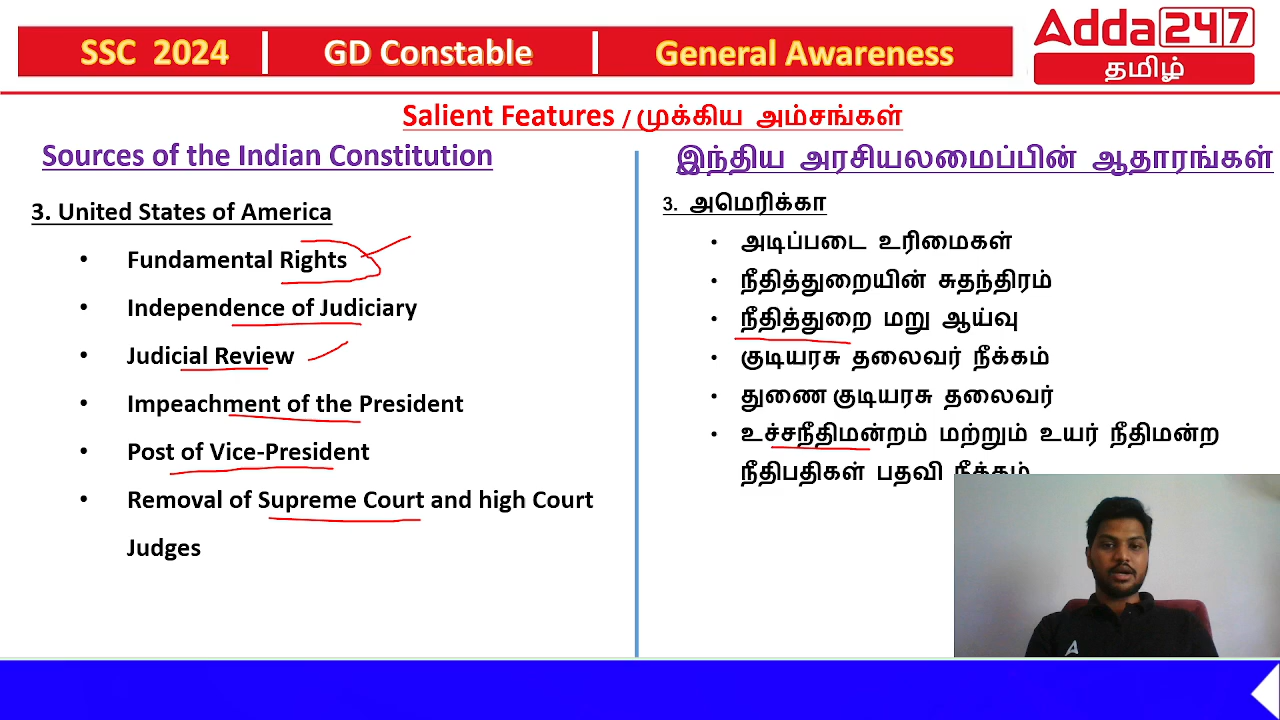 SSC 2024
GD Constable
General Awareness
Adda247
தமிழ்
Salient Features / முக்கிய அம்சங்கள்
Sources of the Indian Constitution
3. United States of America
• Fundamental Rights
• Independence of Judiciary
• Judicial Review
• Impeachment of the President
• Post of Vice-President
• Removal of Supreme Court and high Court
Judges
இந்திய அரசியலமைப்பின் ஆதாரங்கள்
3. அமெரிக்கா
• அடிப்படை உரிமைகள்
• நீதித்துறையின் சுதந்திரம்
• நீதித்துறை மறு ஆய்வு
• குடியரசு தலைவர் நீக்கம்
• துணை குடியரசு தலைவர்
• உச்சநீதிமன்றம் மற்றும் உயர் நீதிமன்ற
நீதிபதிகள் பதவி நீக்கம்